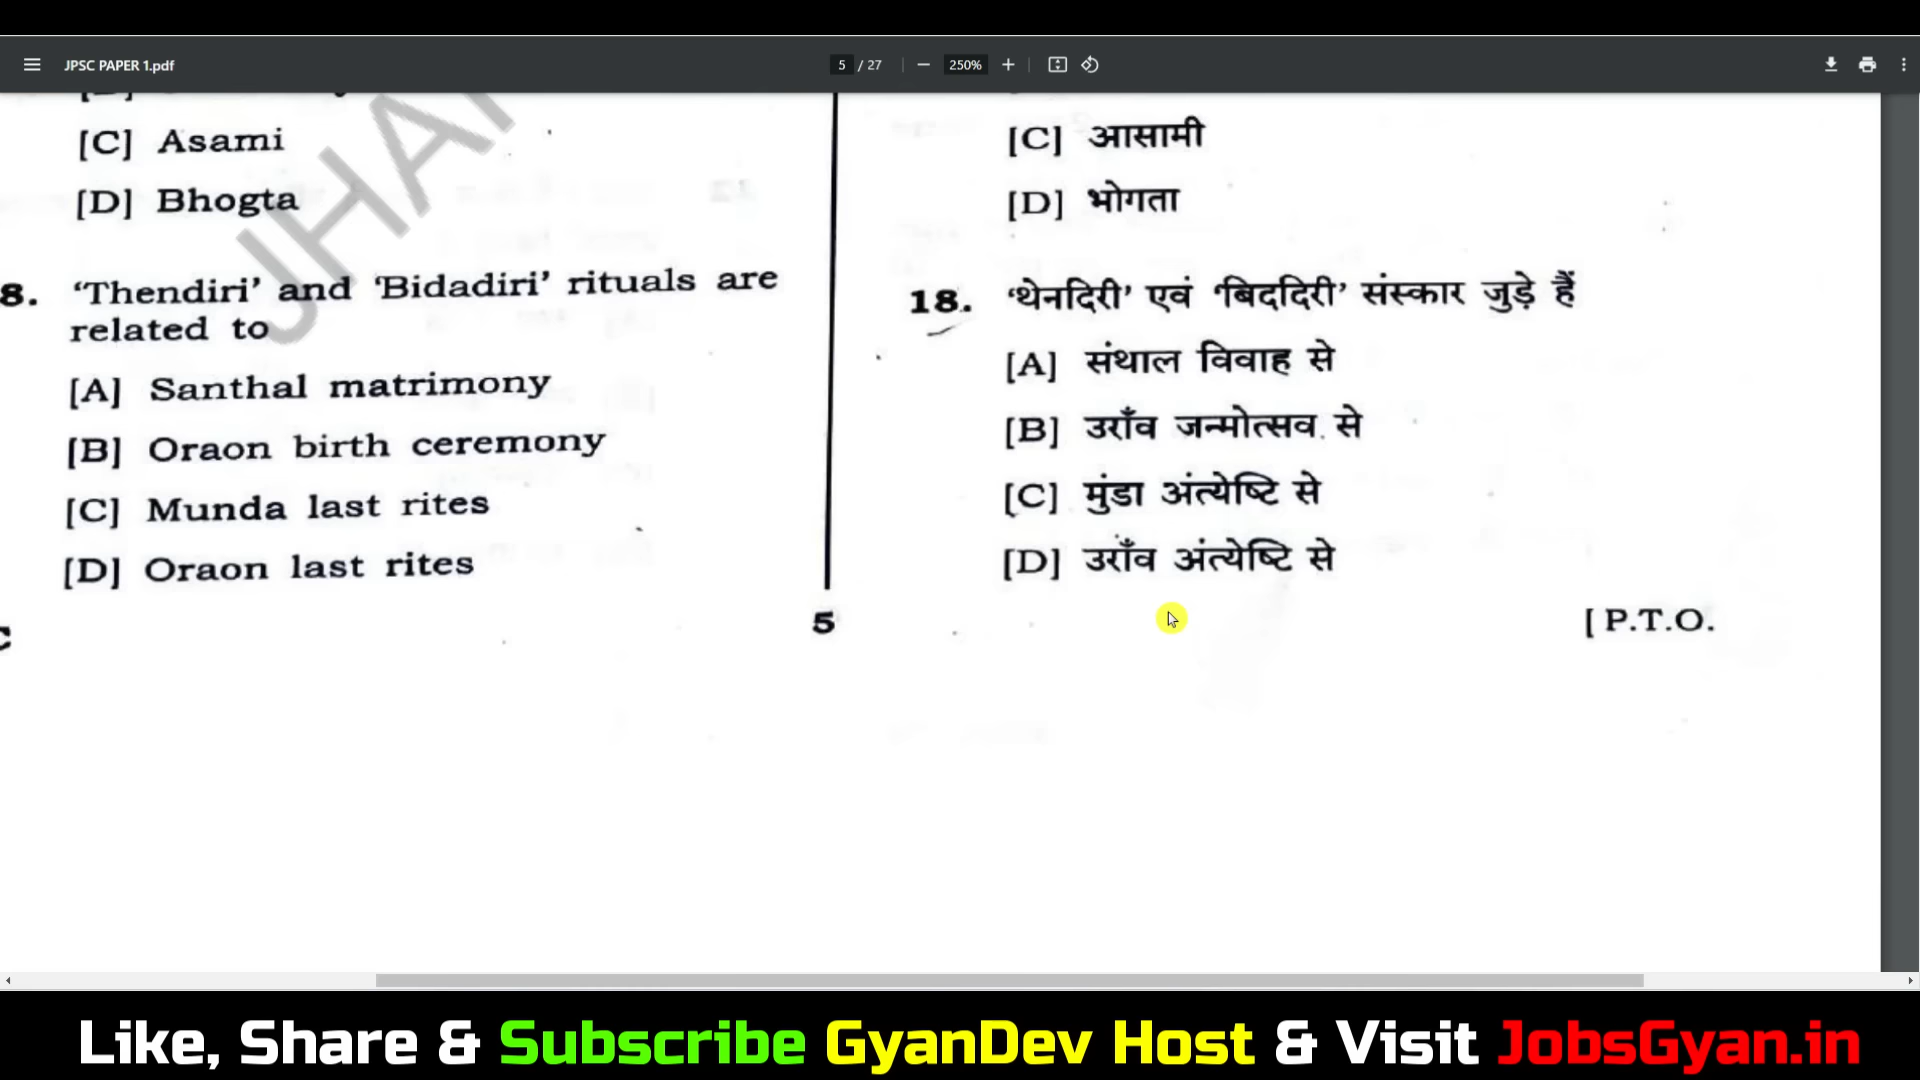 JPSC PAPER 1.pdf
5 / 27
250%
[C] Asami
[D] Bhogta
8. ‘Thendiri’ and ‘Bidadiri’ rituals are
related to
[A] Santhal matrimony
[B] Oraon birth ceremony
[C] Munda last rites
[D] Oraon last rites
[C] आसामी
[D] भोगता
18. ‘थेनदिरी’ एवं ‘बिददिरी’ संस्कार जुड़े हैं
[A] संथाल विवाह से
[B] उराँव जन्मोत्सव से
[C] मुंडा अंत्येष्टि से
[D] उराँव अंत्येष्टि से
5
[ P.T.O.
JHAR
Like, Share & Subscribe GyanDev Host & Visit JobsGyan.in